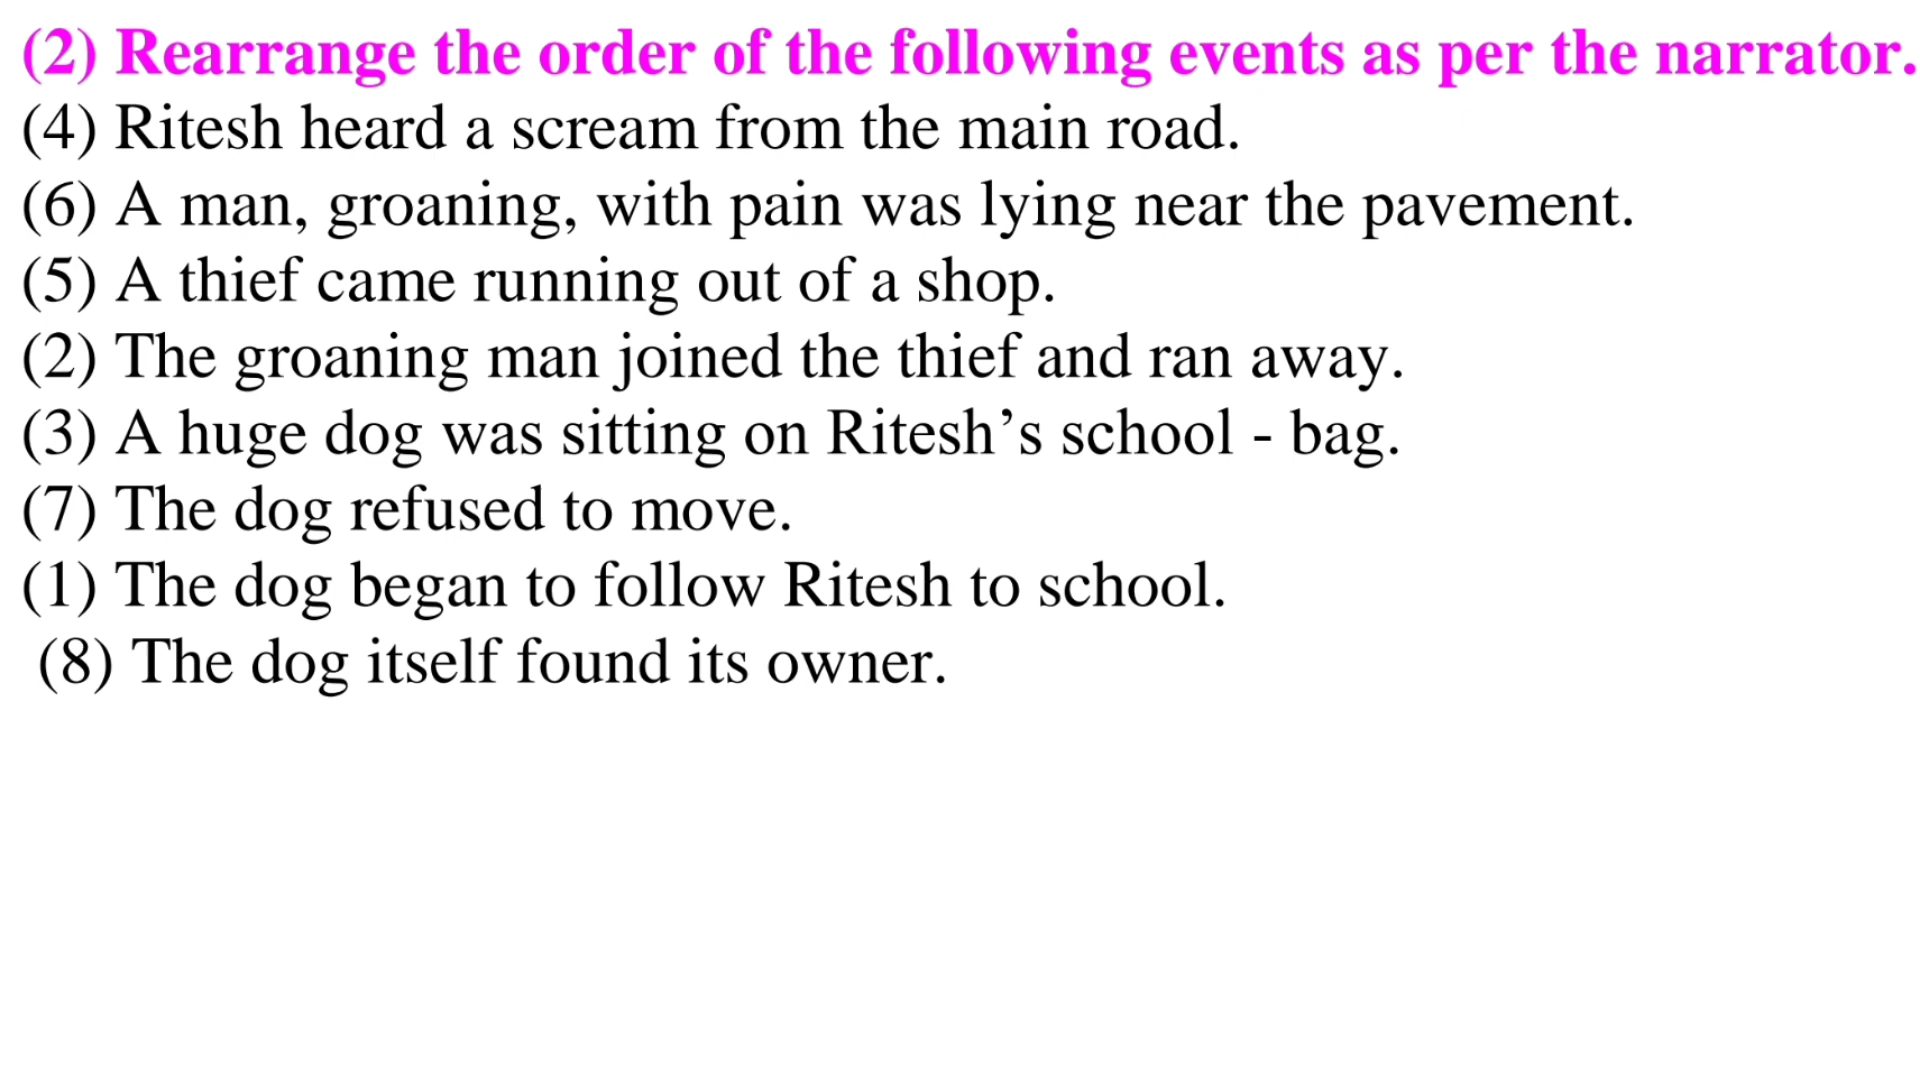 (2) Rearrange the order of the following events as per the narrator.
(4) Ritesh heard a scream from the main road.
(6) A man, groaning, with pain was lying near the pavement.
(5) A thief came running out of a shop.
(2) The groaning man joined the thief and ran away.
(3) A huge dog was sitting on Ritesh’s school - bag.
(7) The dog refused to move.
(1) The dog began to follow Ritesh to school.
(8) The dog itself found its owner.